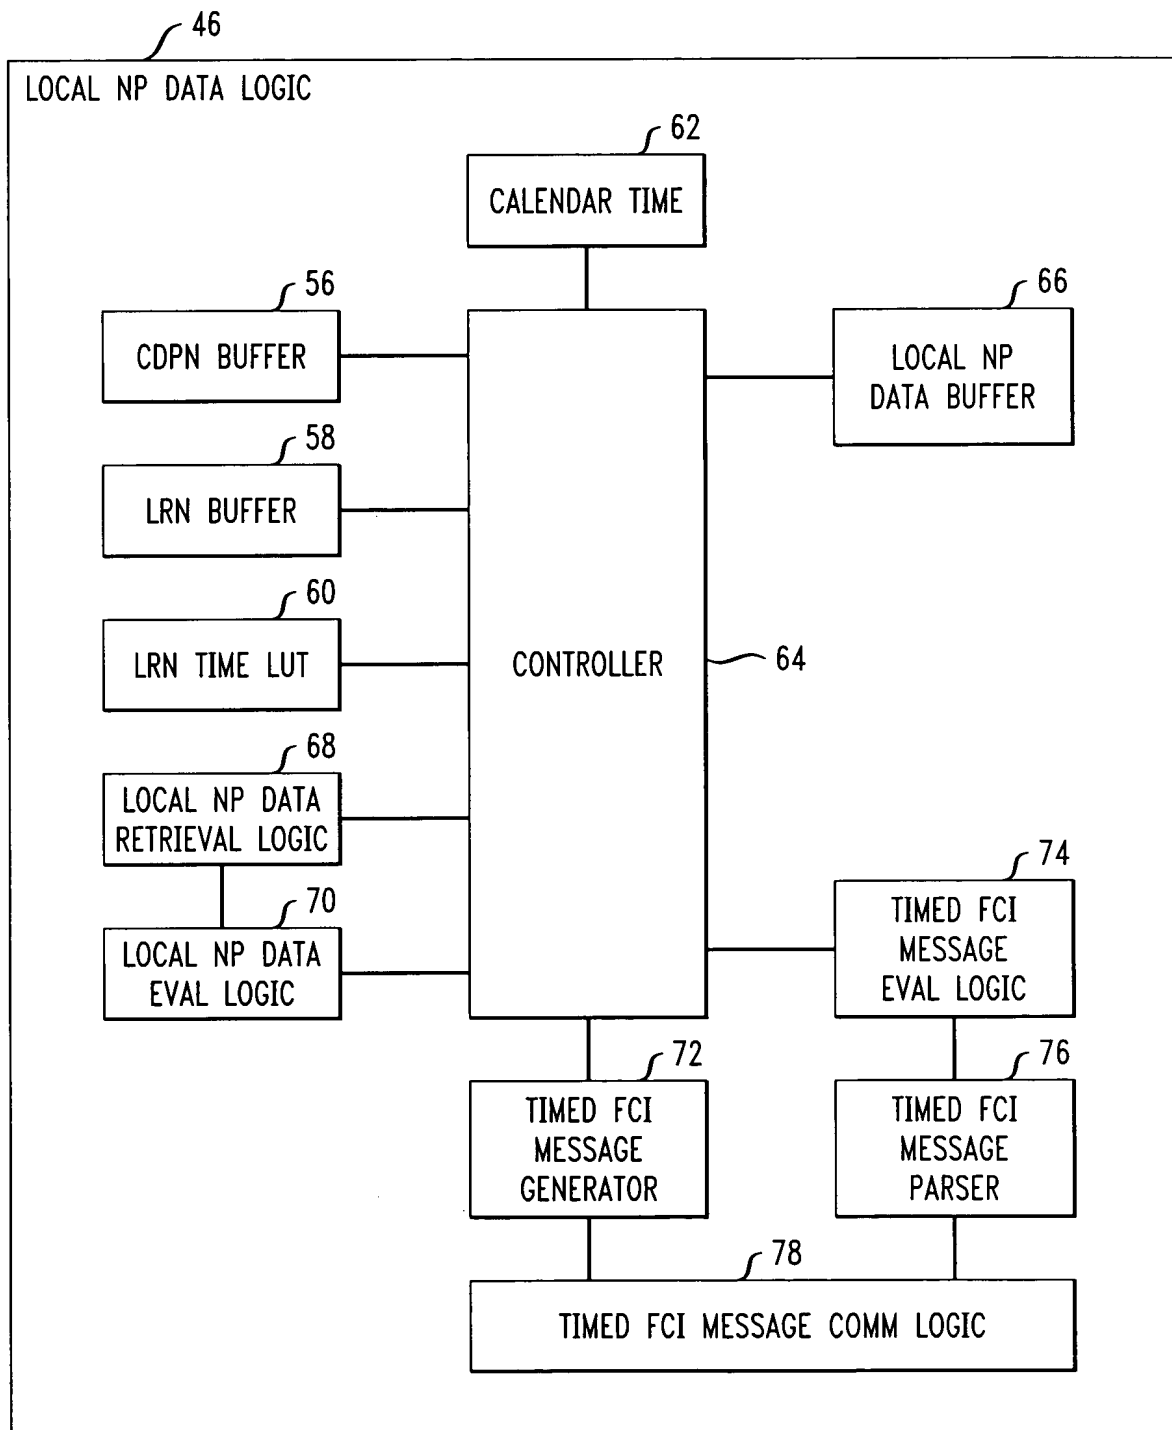 46
LOCAL NP DATA LOGIC
62
CALENDAR TIME
56
CDPN BUFFER
66
LOCAL NP
DATA BUFFER
58
LRN BUFFER
60
LRN TIME LUT
CONTROLLER
64
68
LOCAL NP DATA
RETRIEVAL LOGIC
70
LOCAL NP DATA
EVAL LOGIC
74
TIMED FCI
MESSAGE
EVAL LOGIC
72
TIMED FCI
MESSAGE
GENERATOR
76
TIMED FCI
MESSAGE
PARSER
78
TIMED FCI MESSAGE COMM LOGIC